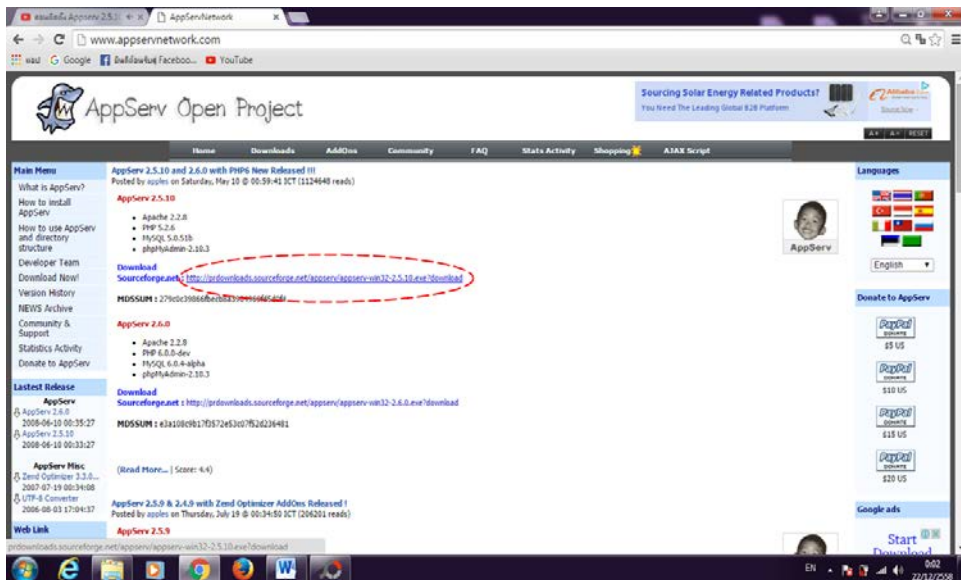 AppServNetwork
www.appservnetwork.com
Google
YouTube
AppServ Open Project
Sourcing Solar Energy Related Products?
You Need The Leading Global B2B Platform
Alibaba
A+ A- RESET
Home Downloads AddOns Community FAQ Stats Activity Shopping AJAX Script
Main Menu
What is AppServ?
How to install
AppServ
How to use AppServ
and directory
structure
Developer Team
Download Now!
Version History
NEWS Archive
Community &
Support
Statistics Activity
Donate to AppServ
Lastest Release
AppServ
AppServ 2.6.0
2008-06-10 00:35:27
AppServ 2.5.10
2008-06-10 00:33:27
AppServ Misc
Zend Optimizer 3.3.0...
2007-07-19 00:34:08
UTF-8 Converter
2006-08-03 17:04:37
Web Link
AppServ 2.5.10 and 2.6.0 with PHP6 New Released !!!
Posted by apples on Saturday, May 10 @ 00:59:41 ICT (1124648 reads)
AppServ 2.5.10
Apache 2.2.8
PHP 5.2.6
MySQL 5.0.51b
phpMyAdmin-2.10.3
Download
Sourceforge.net : http://prdownloads.sourceforge.net/appserv/appserv-win32-2.5.10.exe?download
MD5SUM :
AppServ 2.6.0
Apache 2.2.8
PHP 6.0.0-dev
MySQL 6.0.4-alpha
phpMyAdmin-2.10.3
Download
Sourceforge.net : http://prdownloads.sourceforge.net/appserv/appserv-win32-2.6.0.exe?download
MD5SUM : e3a108c9b17f3572e53c07f52d236481
(Read More... | Score: 4.4)
AppServ 2.5.9 & 2.4.9 with Zend Optimizer AddOns Released !
Posted by apples on Thursday, July 19 @ 00:34:50 ICT (206201 reads)
AppServ 2.5.9
AppServ
Languages
English
Donate to AppServ
PayPal
DONATE
$5 US
PayPal
DONATE
$10 US
PayPal
DONATE
$15 US
PayPal
DONATE
$20 US
Google ads
Start
Download
prdownloads.sourceforge.net/appserv/appserv-win32-2.5.10.exe?download
EN
0:02
22/12/2558